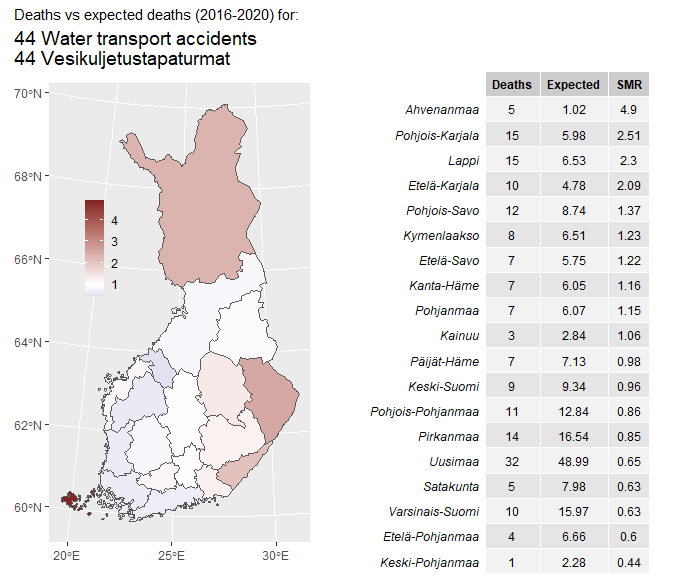 Deaths vs expected deaths (2016-2020) for:
44 Water transport accidents
44 Vesikuljetustapaturmat
70°N
68°N
66°N
64°N
62°N
60°N
4
3
2
1
20°E 25°E 30°E
Deaths Expected SMR
Ahvenanmaa 5 1.02 4.9
Pohjois-Karjala 15 5.98 2.51
Lappi 15 6.53 2.3
Etelä-Karjala 10 4.78 2.09
Pohjois-Savo 12 8.74 1.37
Kymenlaakso 8 6.51 1.23
Etelä-Savo 7 5.75 1.22
Kanta-Häme 7 6.05 1.16
Pohjanmaa 7 6.07 1.15
Kainuu 3 2.84 1.06
Päijät-Häme 7 7.13 0.98
Keski-Suomi 9 9.34 0.96
Pohjois-Pohjanmaa 11 12.84 0.86
Pirkanmaa 14 16.54 0.85
Uusimaa 32 48.99 0.65
Satakunta 5 7.98 0.63
Varsinais-Suomi 10 15.97 0.63
Etelä-Pohjanmaa 4 6.66 0.6
Keski-Pohjanmaa 1 2.28 0.44